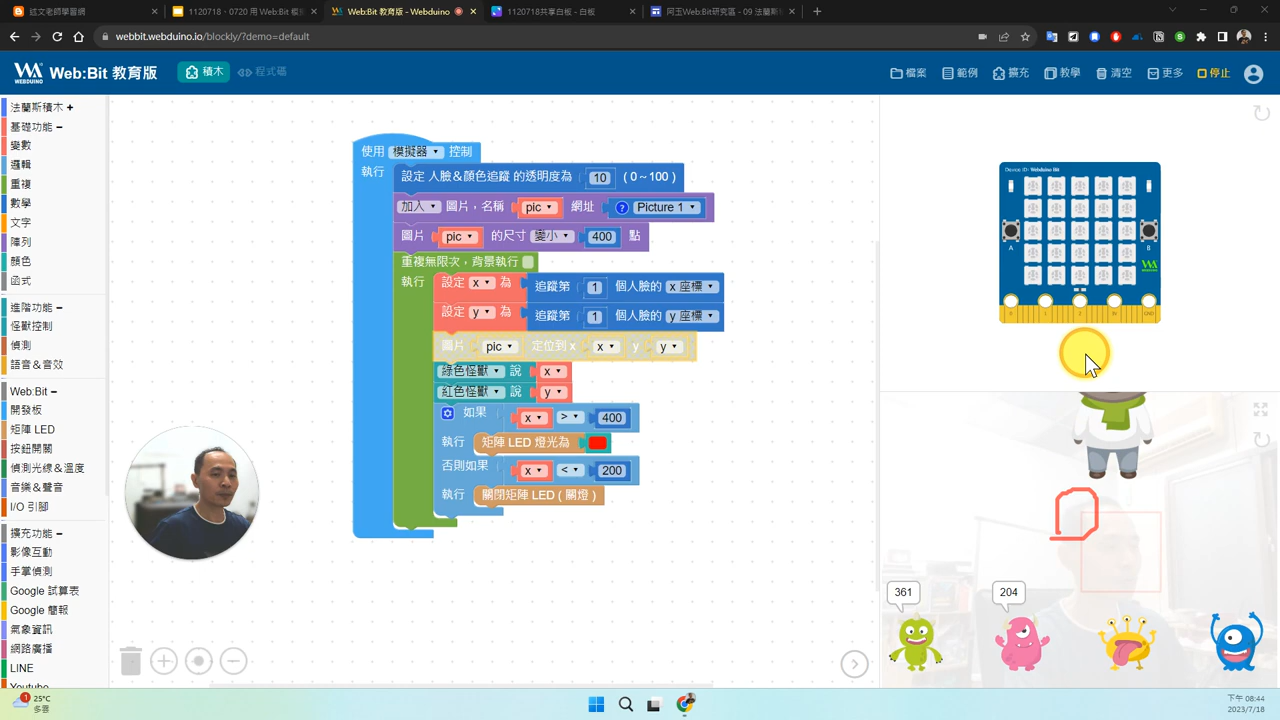 述文老師學習網
1120718、0720 用 Web:Bit 模擬
Web:Bit 教育版 - Webduino
1120718共享白板 - 白板
阿玉Web:Bit研究區 - 09 法蘭斯
webbit.webduino.io/blockly/?demo=default
WEBDUINO
Web:Bit 教育版
積木
程式碼
檔案
範例
擴充
教學
清空
更多
停止
法蘭斯積木
基礎功能
變數
邏輯
重複
數學
文字
陣列
顏色
函式
進階功能
怪獸控制
偵測
語音&音效
Web:Bit
開發板
矩陣 LED
按鈕開關
偵測光線&溫度
音樂&聲音
I/O 引腳
擴充功能
影像互動
手掌偵測
Google 試算表
Google 簡報
氣象資訊
網路廣播
LINE
Youtube
使用 模擬器 控制
執行
設定 人臉&顏色追蹤 的透明度為 10 ( 0~100 )
加入 圖片,名稱 pic 網址 ? Picture 1
圖片 pic 的尺寸 變小 400 點
重複無限次,背景執行
執行
設定 x 為 追蹤第 1 個人臉的 x 座標
設定 y 為 追蹤第 1 個人臉的 y 座標
圖片 pic 定位到 x x y y
綠色怪獸 說 x
紅色怪獸 說 y
如果 x > 400
執行 矩陣 LED 燈光為
否則如果 x < 200
執行 關閉矩陣 LED ( 關燈 )
Device ID: Webduino Bit
A
B
361
204
1
25°C
多雲
下午 08:44
2023/7/18